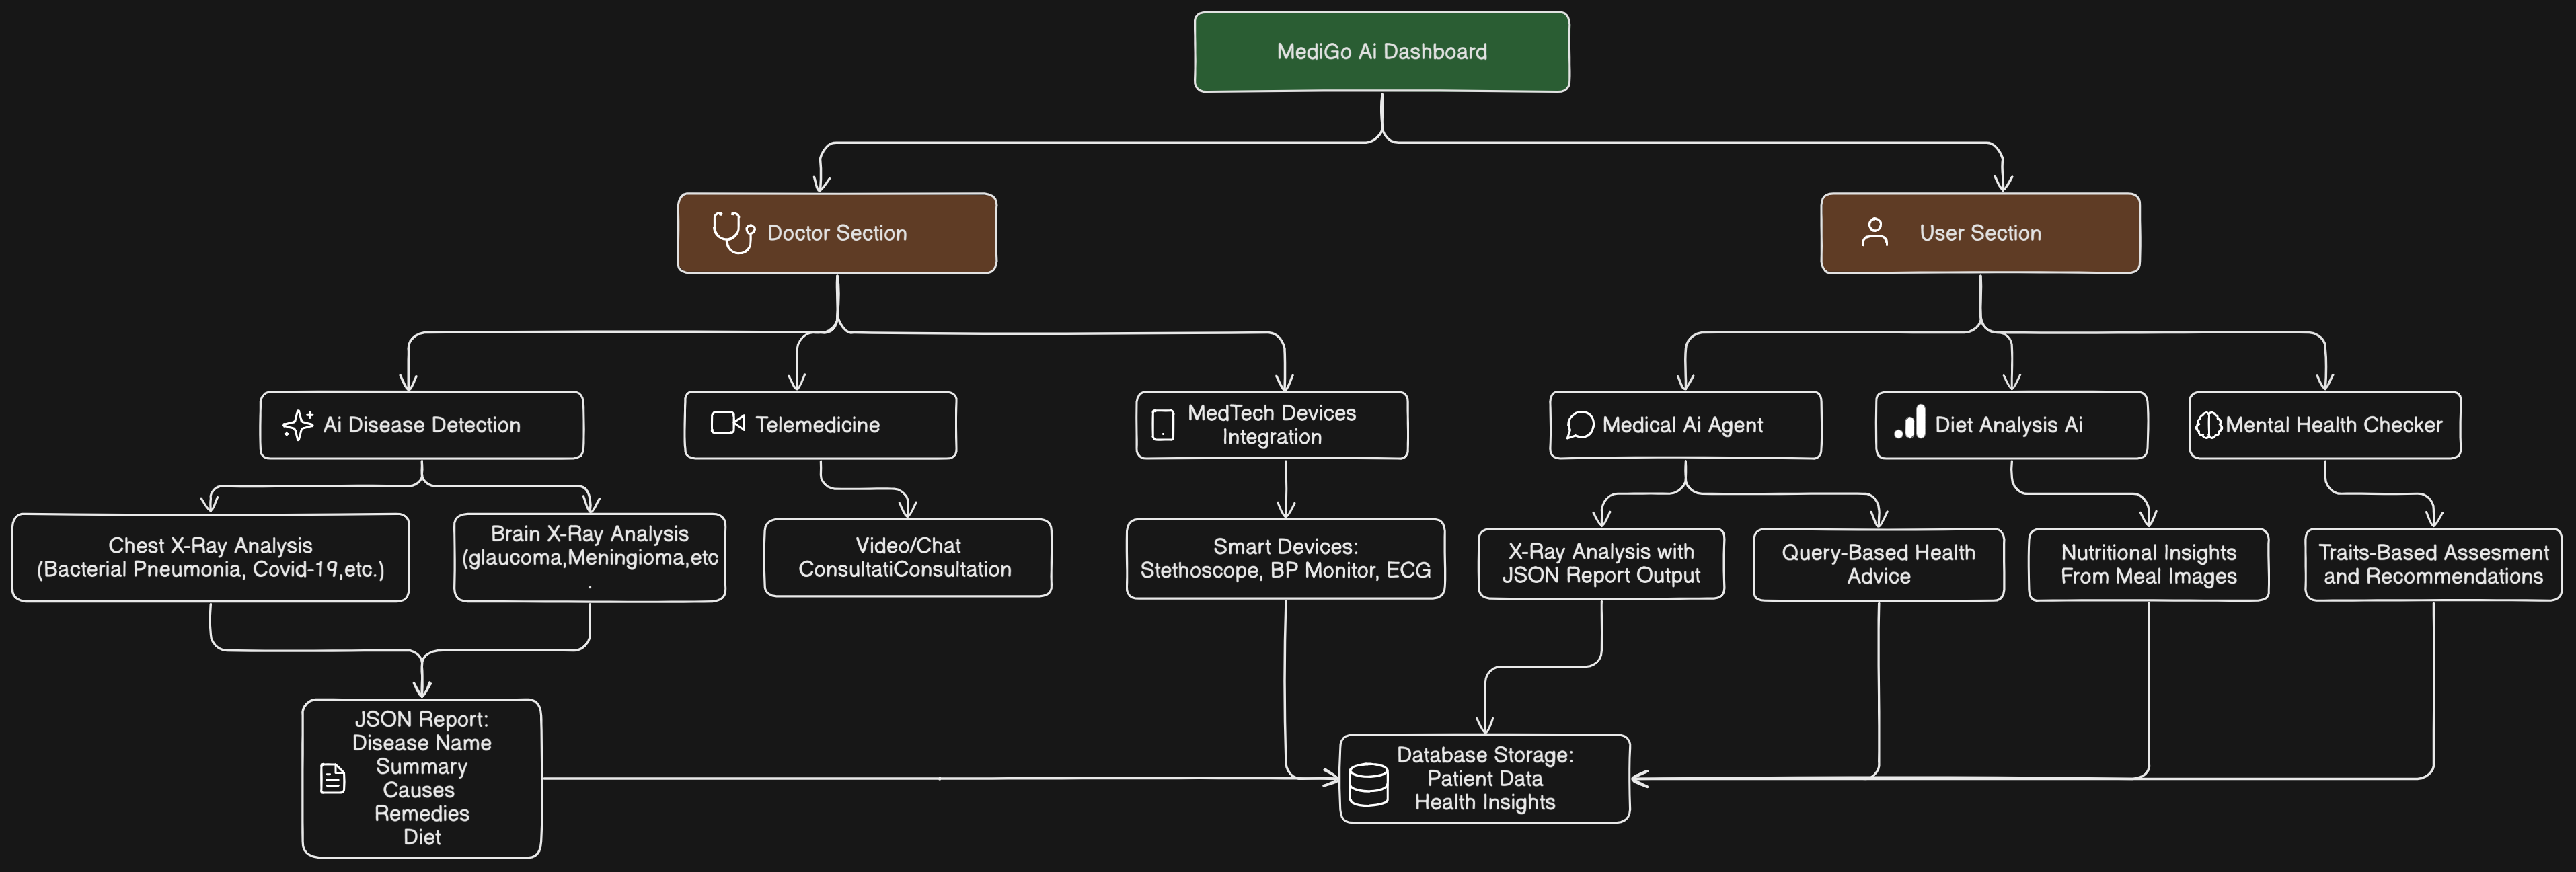 MediGo Ai Dashboard
Doctor Section
User Section
Ai Disease Detection
Telemedicine
MedTech Devices
Integration
Medical Ai Agent
Diet Analysis Ai
Mental Health Checker
Chest X-Ray Analysis
(Bacterial Pneumonia, Covid-19,etc.)
Brain X-Ray Analysis
(glaucoma,Meningioma,etc
.
Video/Chat
ConsultatiConsultation
Smart Devices:
Stethoscope, BP Monitor, ECG
X-Ray Analysis with
JSON Report Output
Query-Based Health
Advice
Nutritional Insights
From Meal Images
Traits-Based Assesment
and Recommendations
JSON Report:
Disease Name
Summary
Causes
Remedies
Diet
Database Storage:
Patient Data
Health Insights